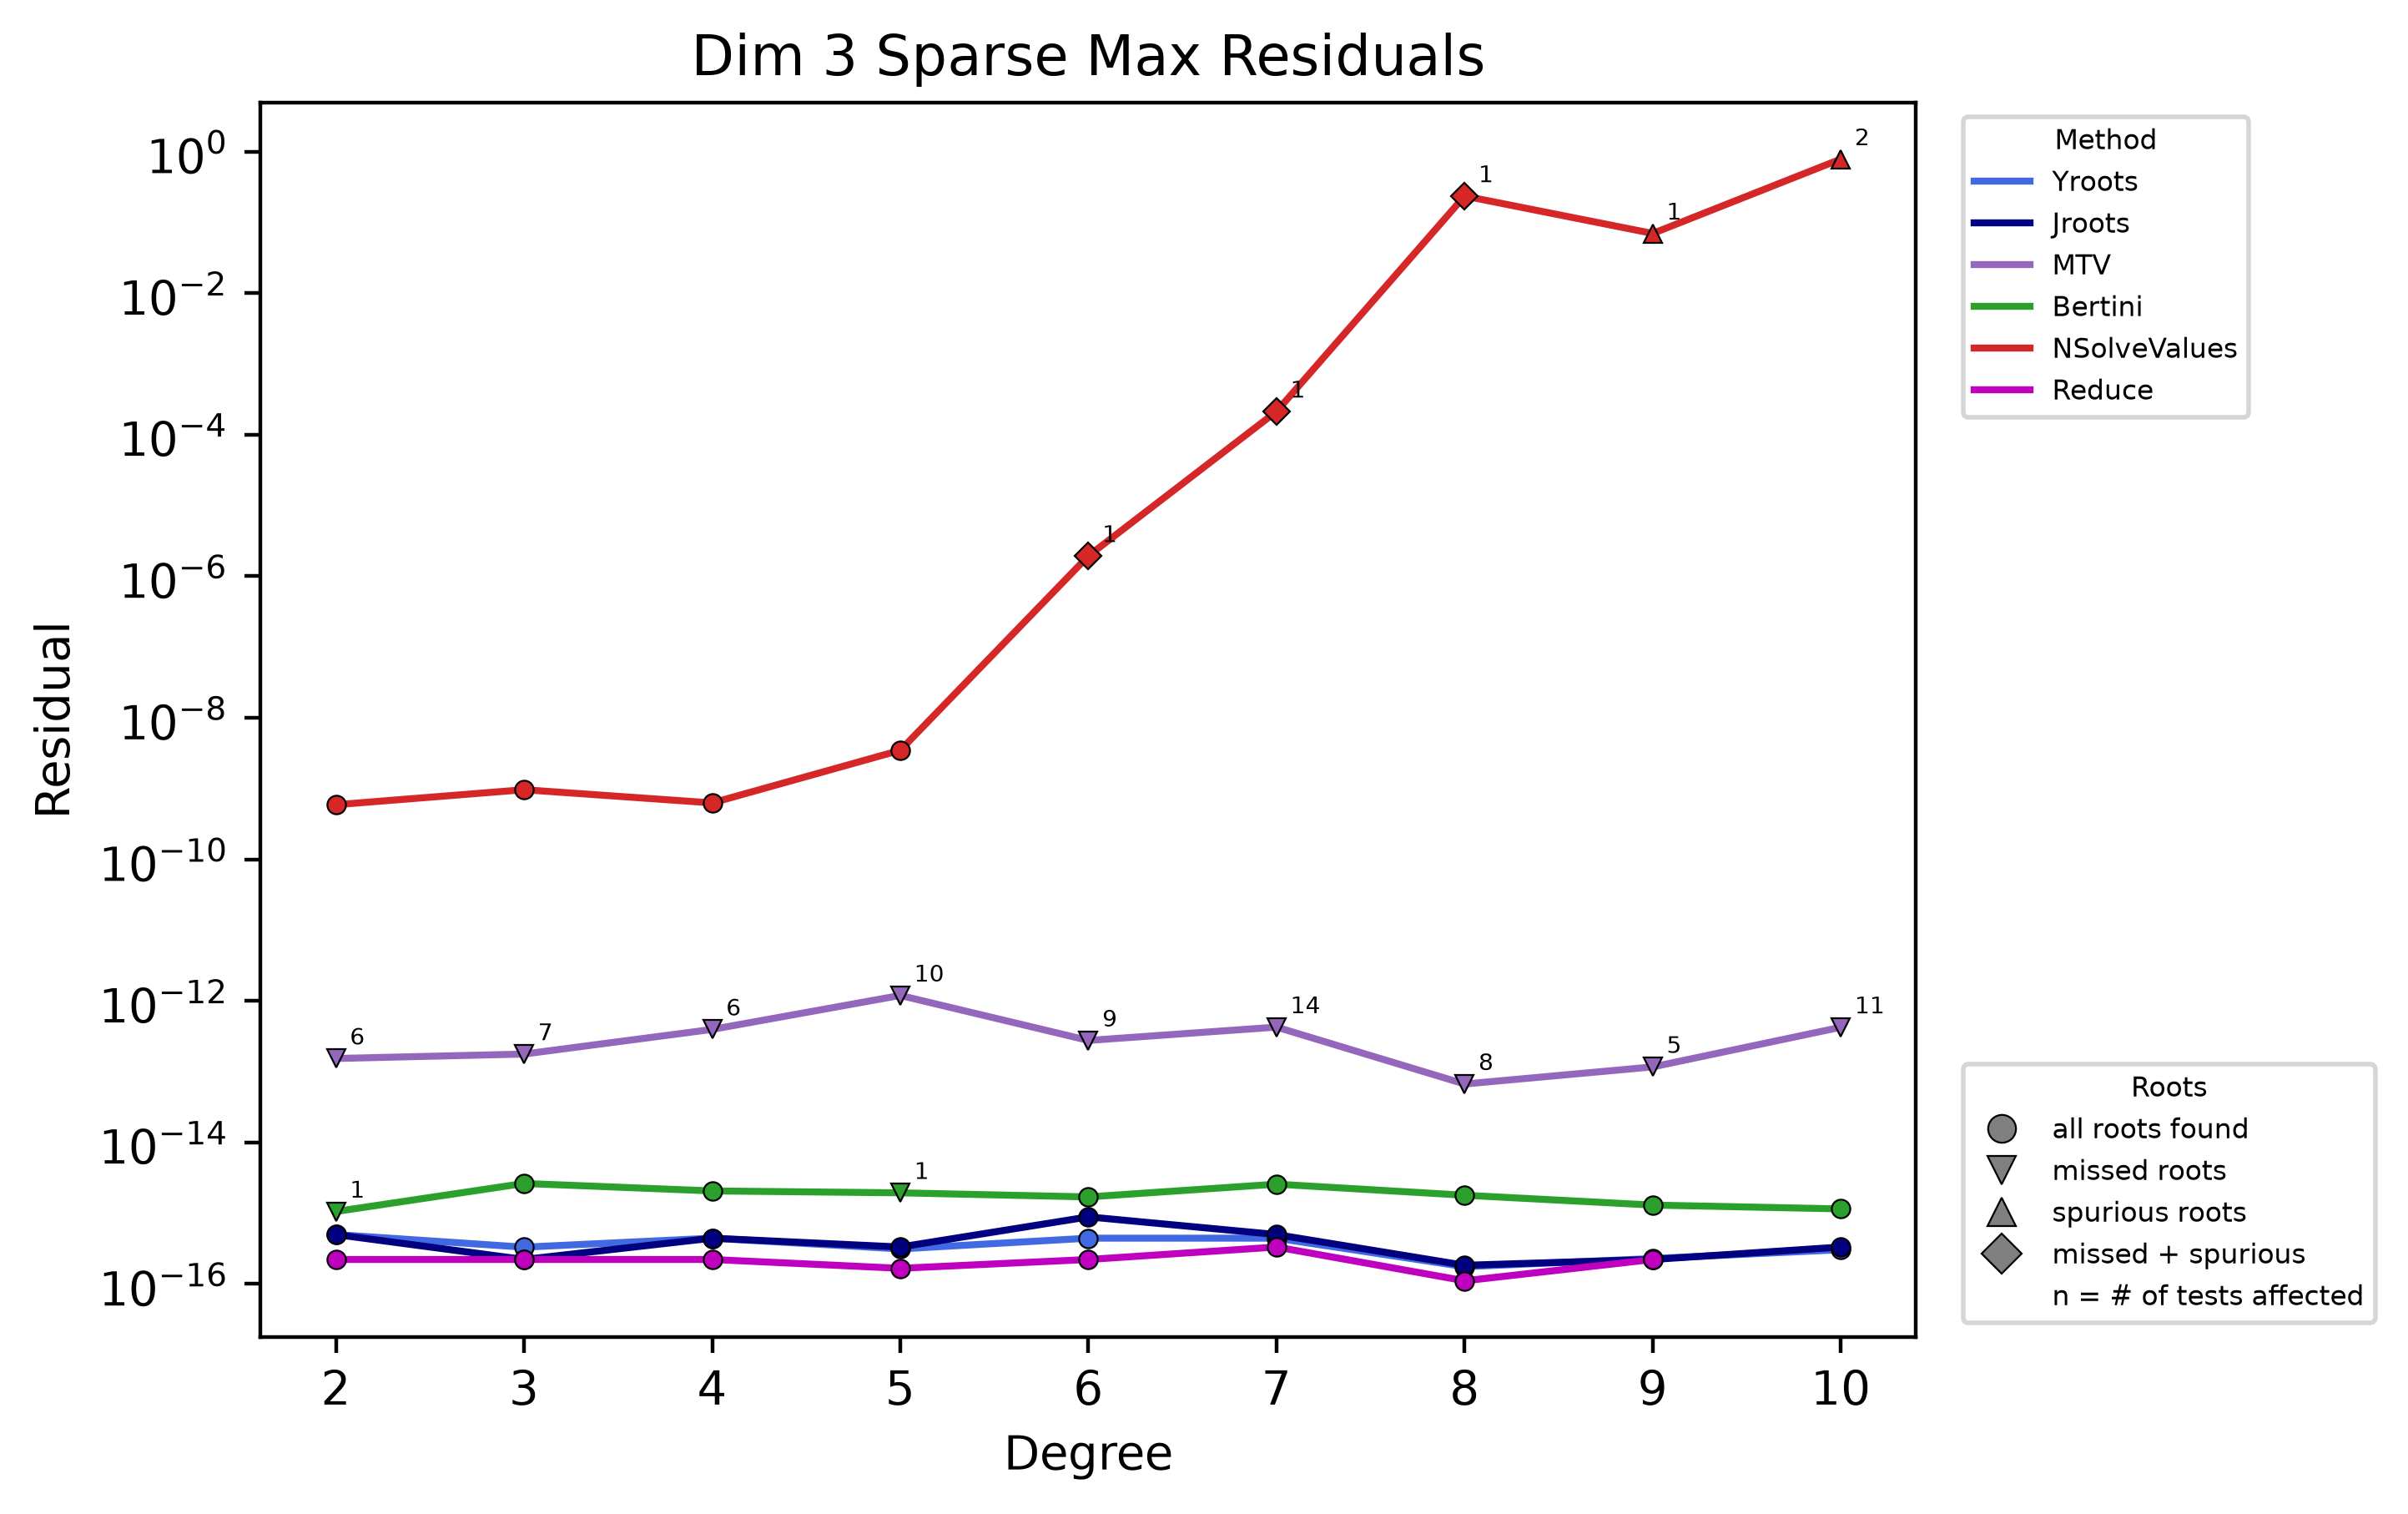 Dim 3 Sparse Max Residuals
Residual
10^0
10^−2
10^−4
10^−6
10^−8
10^−10
10^−12
10^−14
10^−16
2
1
1
1
1
6
7
6
10
9
14
8
5
11
1
1
2 3 4 5 6 7 8 9 10
Degree
Method
Yroots
Jroots
MTV
Bertini
NSolveValues
Reduce
Roots
all roots found
missed roots
spurious roots
missed + spurious
n = # of tests affected